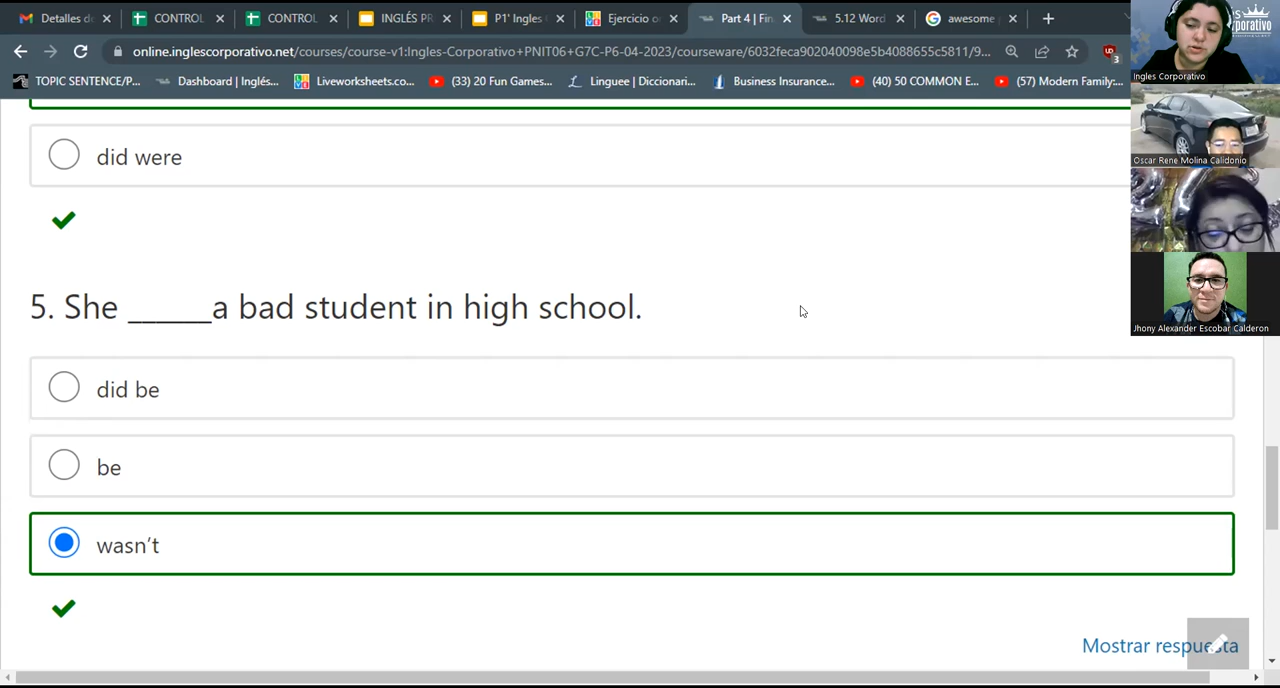 Detalles de
CONTROL
CONTROL
INGLÉS PR
P1° Ingles
Ejercicio o
Part 4 | Fin
5.12 Word
awesome
online.inglescorporativo.net/courses/course-v1:Ingles-Corporativo+PNIT06+G7C-P6-04-2023/courseware/6032feca902040098e5b4088655c5811/9...
3
TOPIC SENTENCE/P...
Dashboard | Inglés...
Liveworksheets.co...
(33) 20 Fun Games...
Linguee | Diccionari...
Business Insurance...
(40) 50 COMMON E...
(57) Modern Family:...
Ingles Corporativo
Oscar Rene Molina Calidonio
Jhony Alexander Escobar Calderon
did were
5. She ______a bad student in high school.
did be
be
wasn’t
Mostrar respuesta